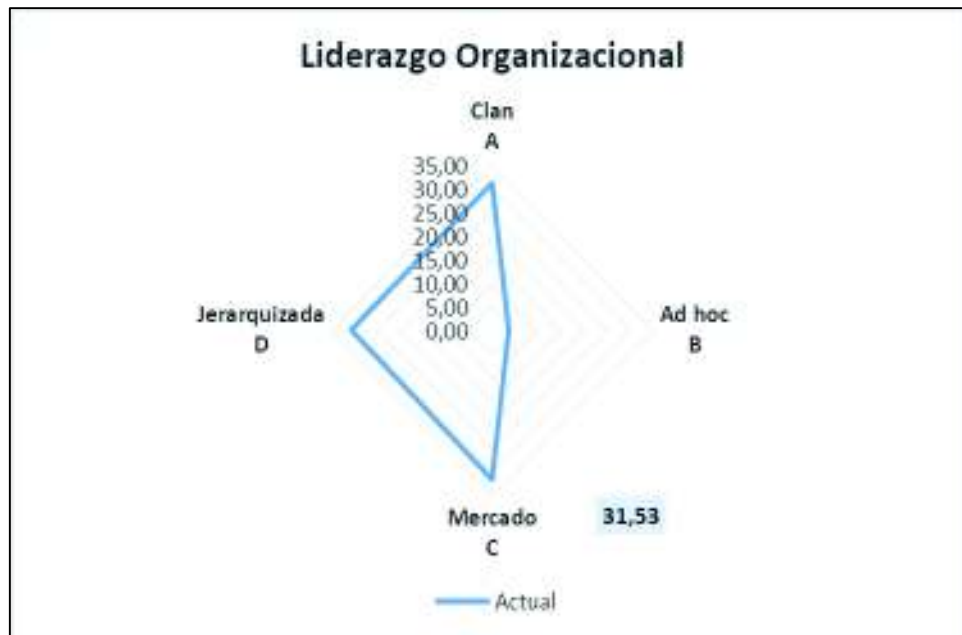 Liderazgo Organizacional
Clan
A
35,00
30,00
25,00
20,00
15,00
10,00
5,00
0,00
Jerarquizada
D
Ad hoc
B
Mercado
C
31,53
Actual